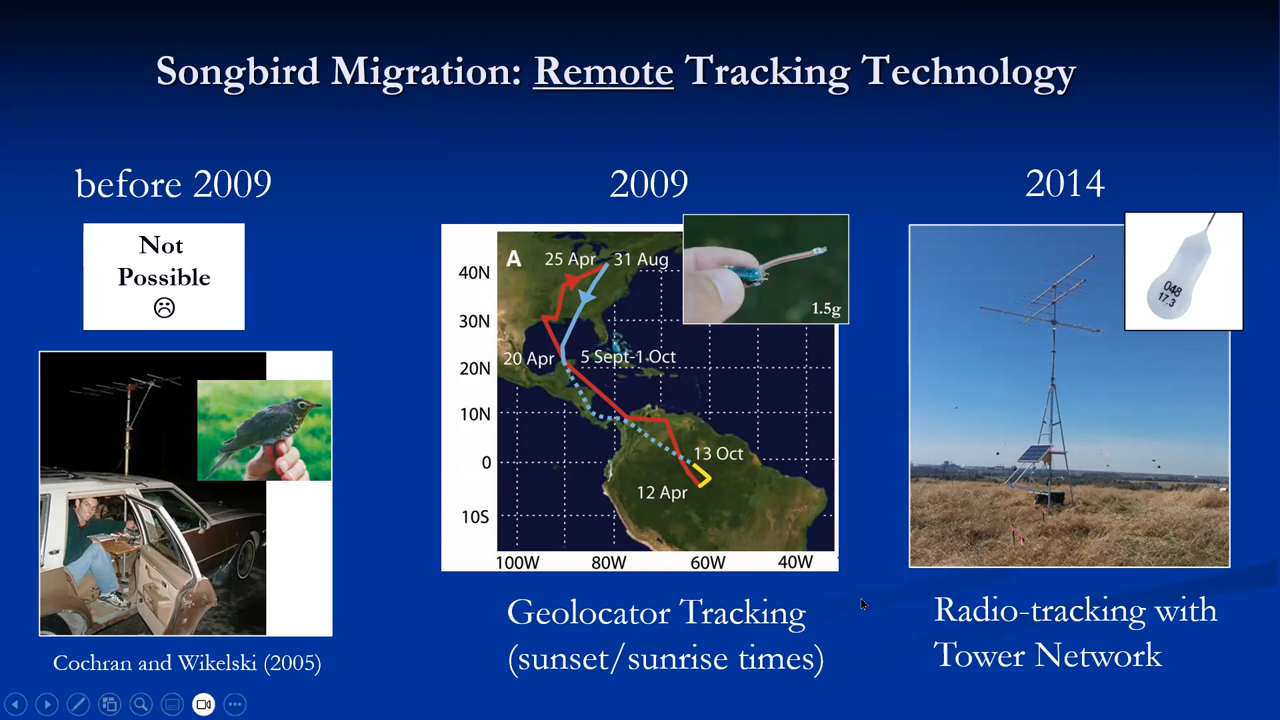 Songbird Migration: Remote Tracking Technology
before 2009
Not
Possible
☹
Cochran and Wikelski (2005)
2009
A
25 Apr
31 Aug
40N
30N
20N
10N
0
10S
20 Apr
5 Sept-1 Oct
13 Oct
12 Apr
100W
80W
60W
40W
1.5g
Geolocator Tracking
(sunset/sunrise times)
2014
048
17.3
Radio-tracking with
Tower Network